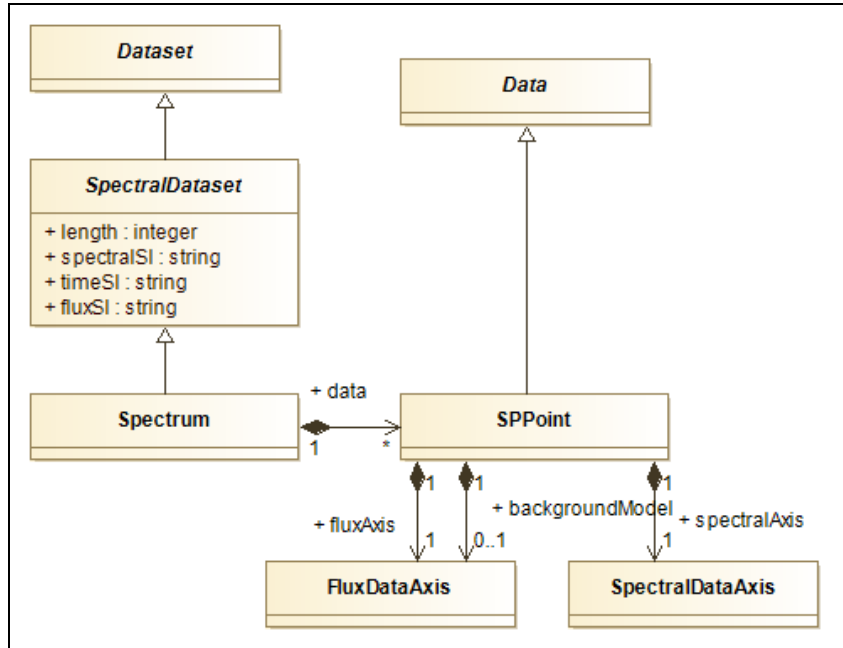 Dataset
Data
SpectralDataset
+ length : integer
+ spectralSI : string
+ timeSI : string
+ fluxSI : string
+ data
Spectrum
SPPoint
1
*
1
1
1
+ backgroundModel
+ fluxAxis
+ spectralAxis
1
0..1
1
FluxDataAxis
SpectralDataAxis